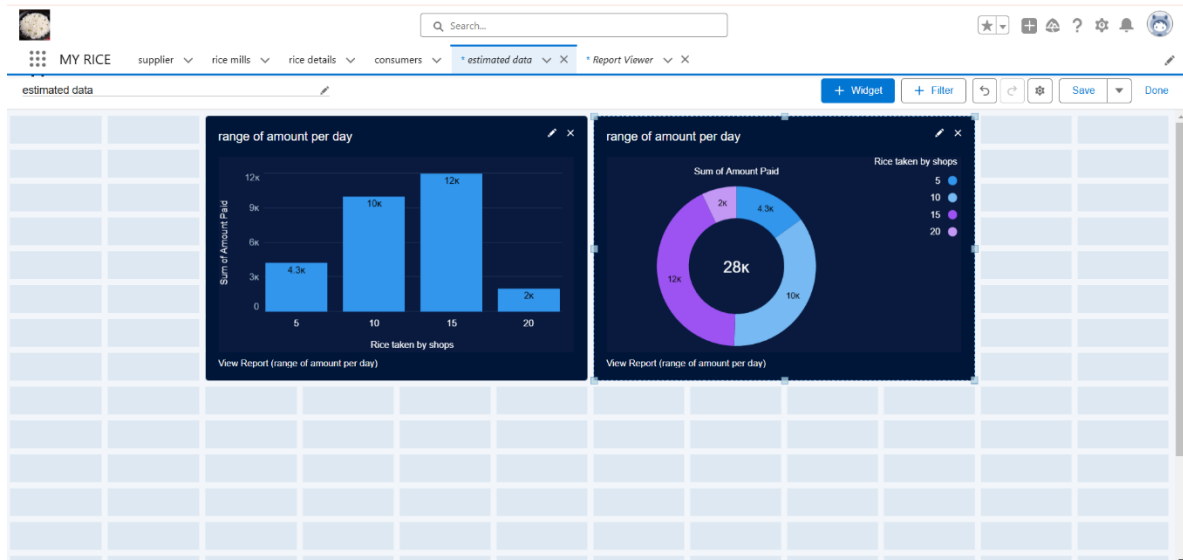 Search...
MY RICE
supplier
rice mills
rice details
consumers
* estimated data
* Report Viewer
estimated data
+ Widget
+ Filter
Save
Done
range of amount per day
Sum of Amount Paid
12K
9K
6K
3K
0
4.3K
10K
12K
2K
5 10 15 20
Rice taken by shops
View Report (range of amount per day)
range of amount per day
Sum of Amount Paid
Rice taken by shops
5
10
15
20
2K
4.3K
12K
28K
10K
View Report (range of amount per day)